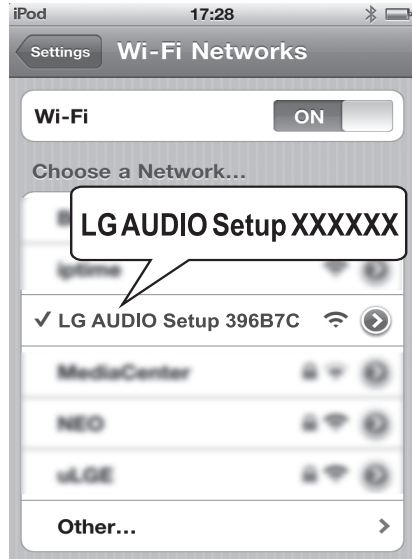 iPod 17:28
Settings Wi-Fi Networks
Wi-Fi ON
Choose a Network...
LG AUDIO Setup XXXXXX
iptime
✓ LG AUDIO Setup 396B7C
MediaCenter
NEO
uLGE
Other...